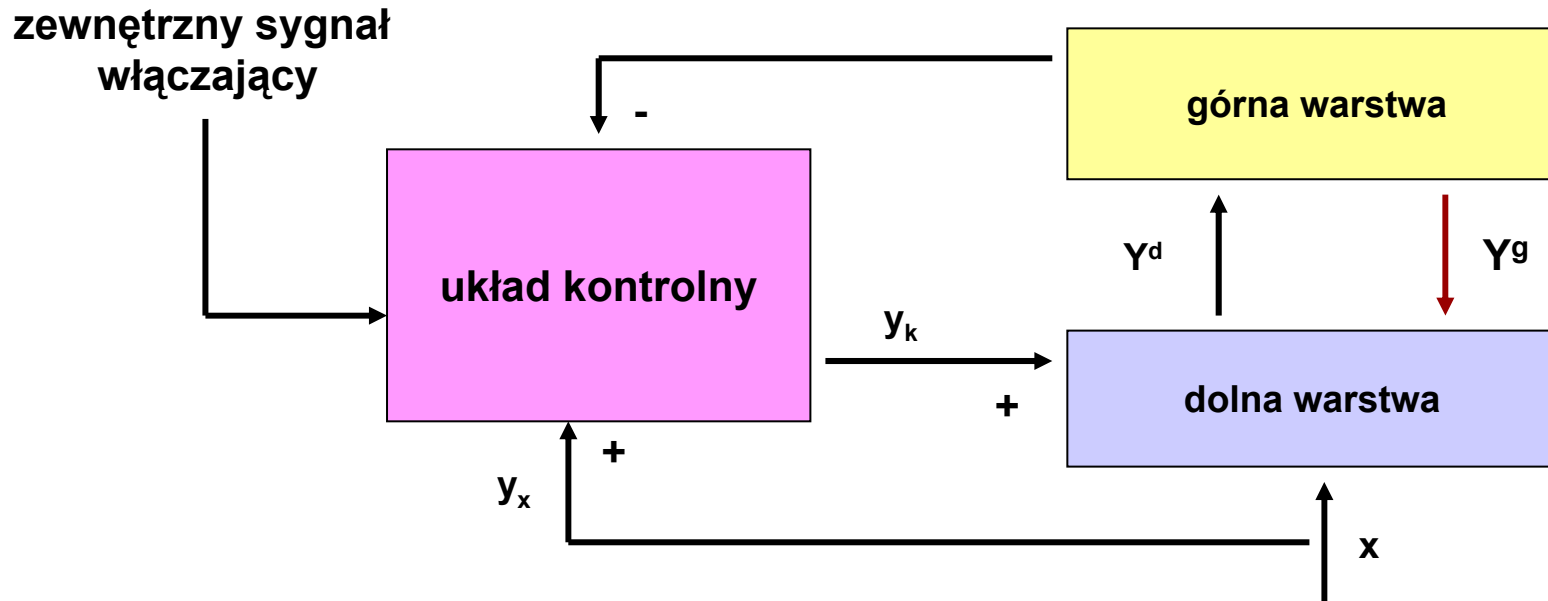 zewnętrzny sygnał
włączający
górna warstwa
-
układ kontrolny
Yᵈ
Yᵍ
yₖ
+
dolna warstwa
+
yₓ
x